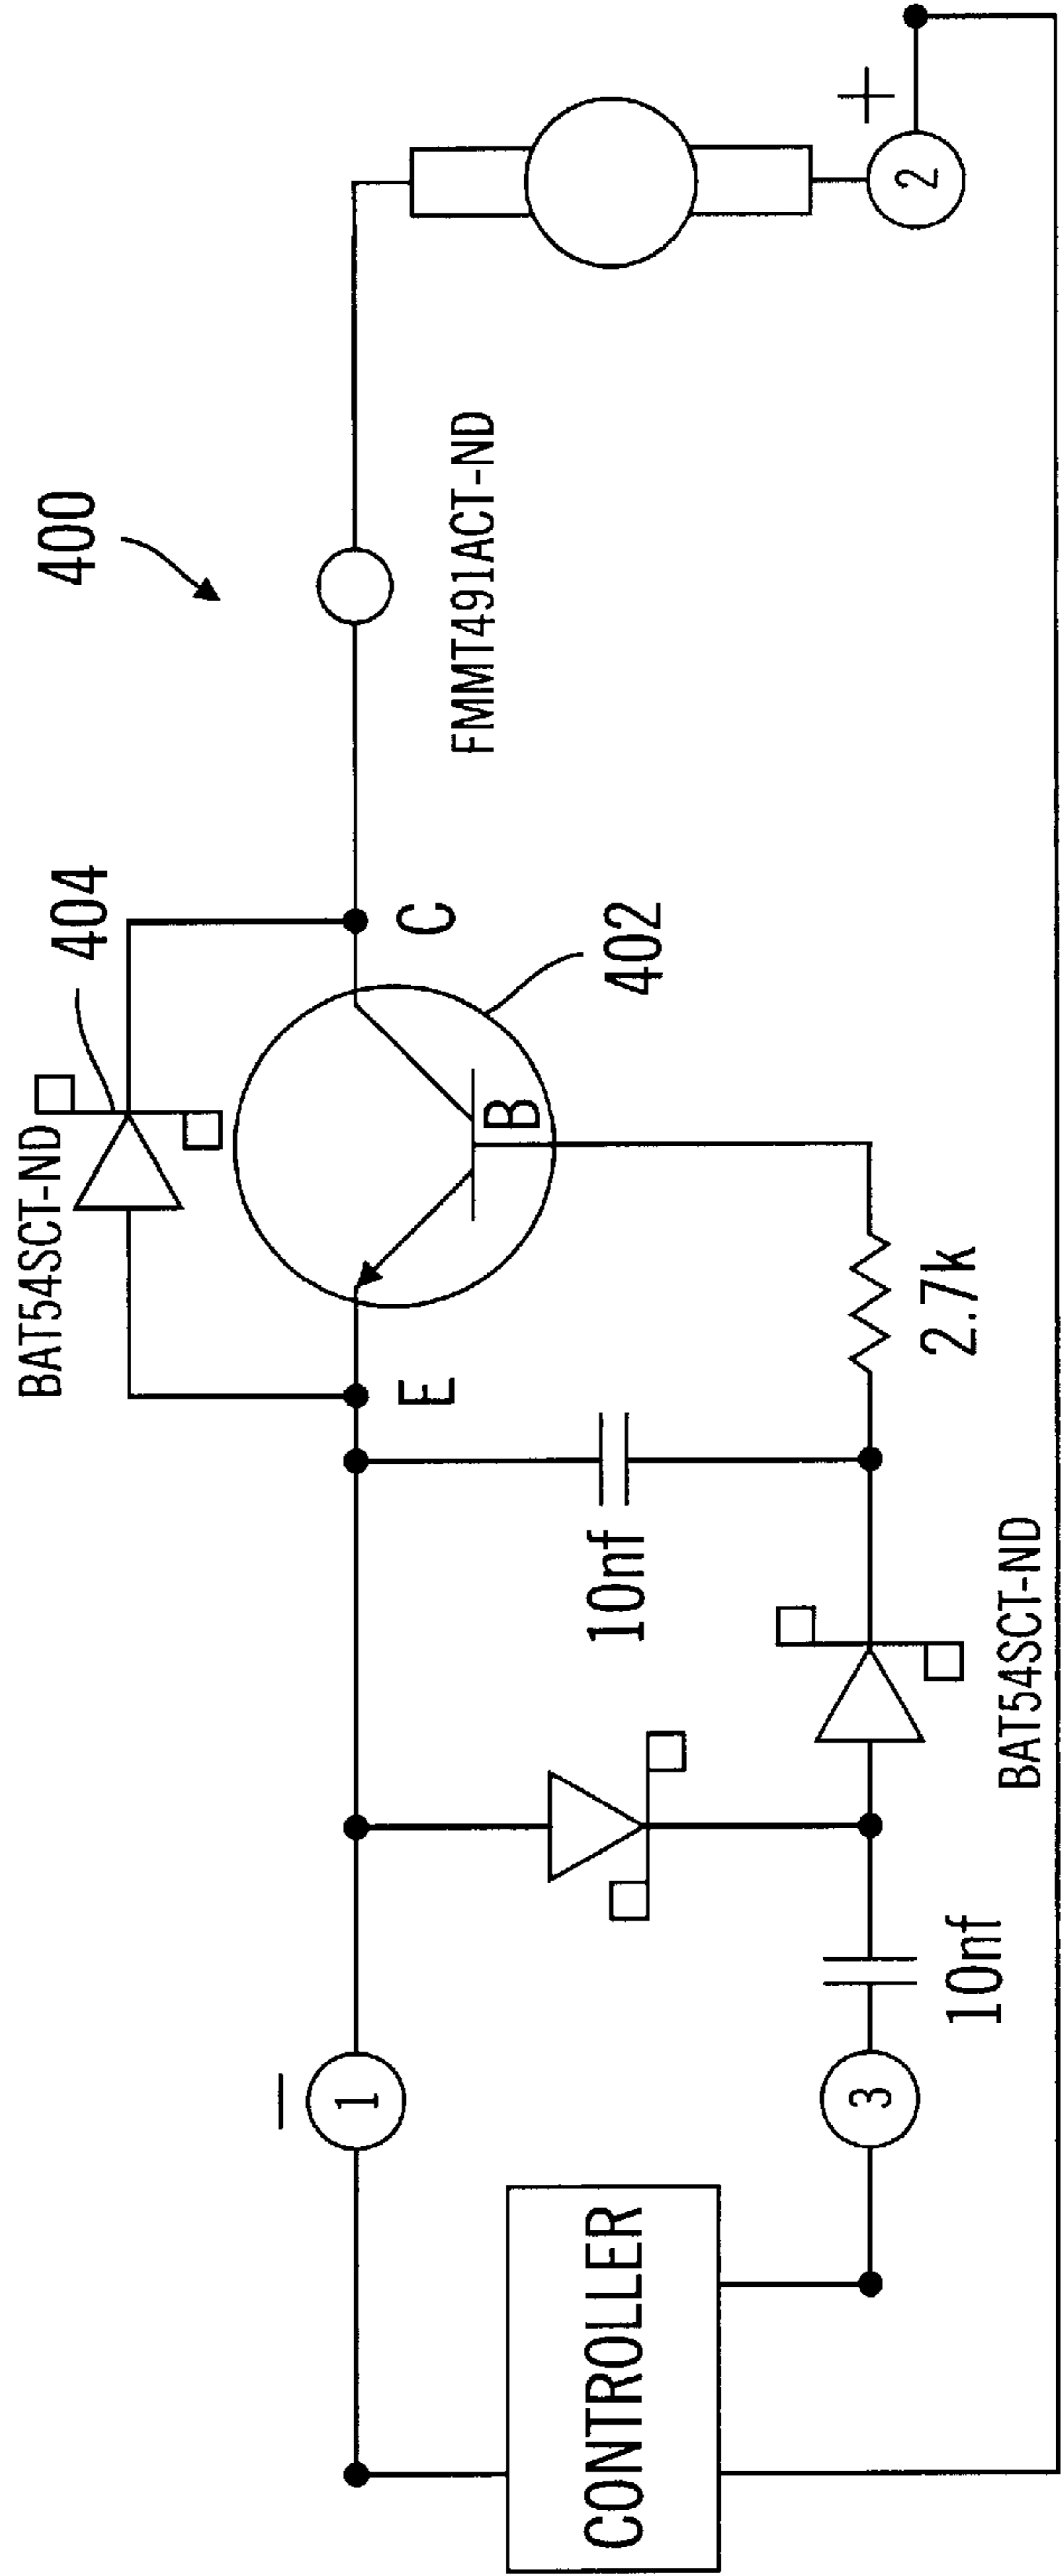 400
BAT54SCT-ND
404
C
E
B
402
FMMT491ACT-ND
+
2
−
1
10nf
2.7k
BAT54SCT-ND
3
10nf
CONTROLLER